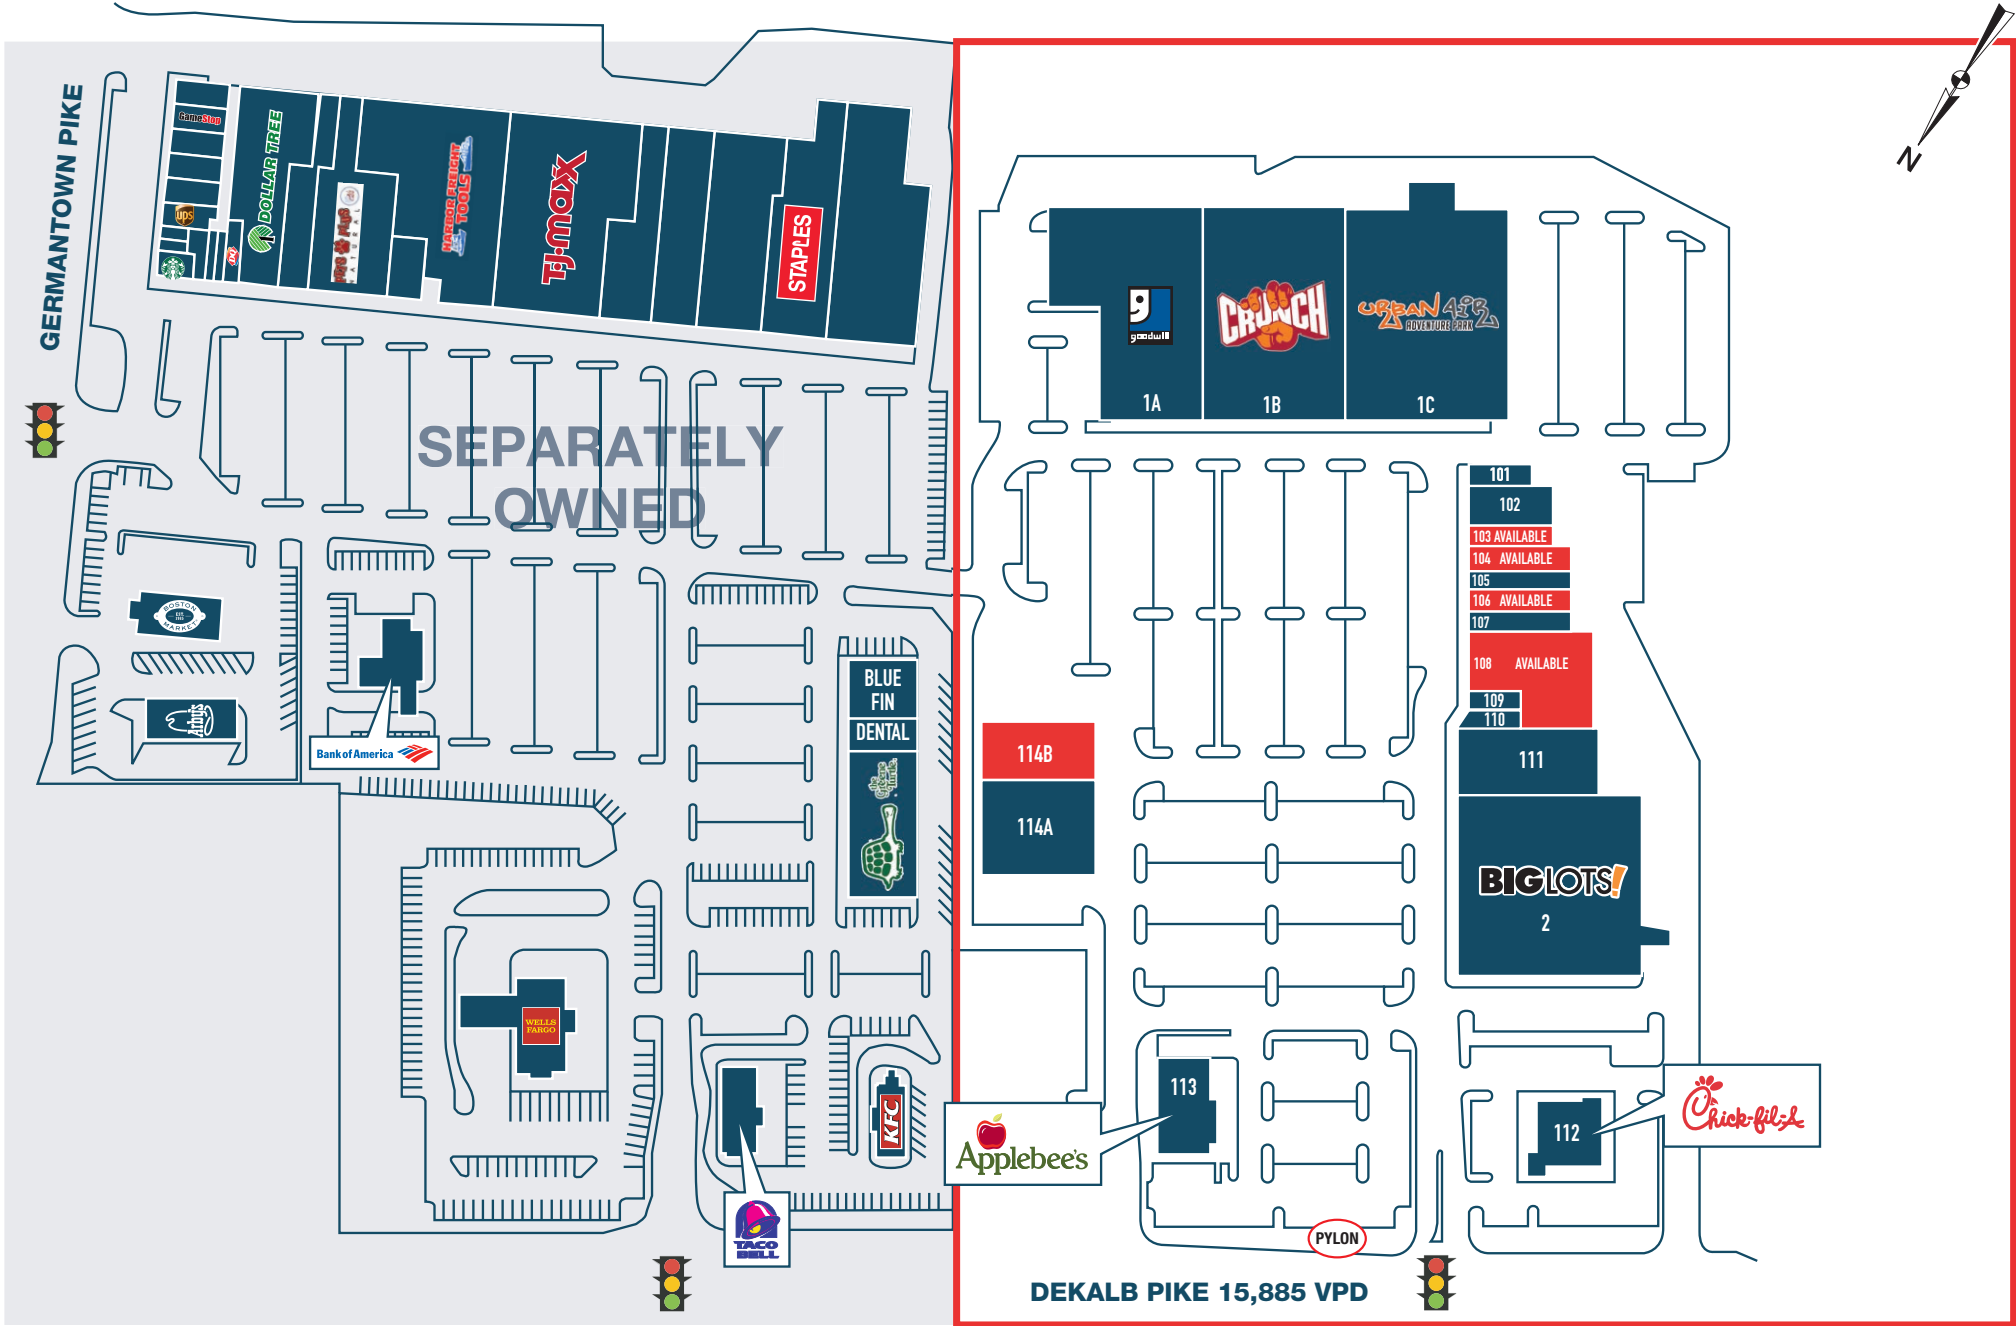 GERMANTOWN PIKE
GameStop
ups
DQ
DOLLAR TREE
HARBOR FREIGHT
TOOLS
T·J·maxx
STAPLES
SEPARATELY
OWNED
BOSTON
MARKET
Arby's
Bank of America
BLUE
FIN
DENTAL
WELLS
FARGO
TACO
BELL
KFC
goodwill
1A
CRUNCH
1B
URBAN AIR
ADVENTURE PARK
1C
101
102
103 AVAILABLE
104 AVAILABLE
105
106 AVAILABLE
107
108 AVAILABLE
109
110
111
BIG LOTS!
2
114B
114A
113
Applebee's
112
Chick-fil-A
PYLON
DEKALB PIKE 15,885 VPD
N